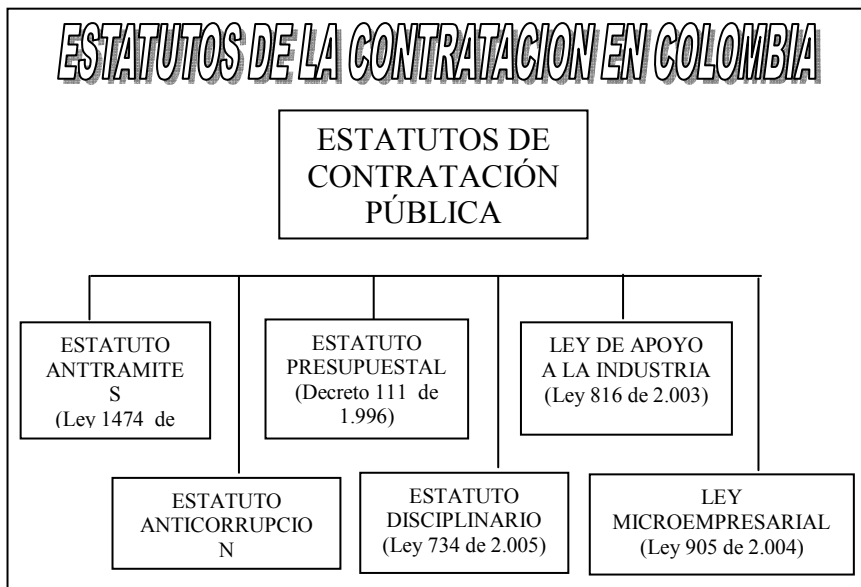 ESTATUTOS DE LA CONTRATACION EN COLOMBIA
ESTATUTOS DE
CONTRATACIÓN
PÚBLICA
ESTATUTO
ANTTRAMITE
S
(Ley 1474 de
ESTATUTO
PRESUPUESTAL
(Decreto 111 de
1.996)
LEY DE APOYO
A LA INDUSTRIA
(Ley 816 de 2.003)
ESTATUTO
ANTICORRUPCIO
N
ESTATUTO
DISCIPLINARIO
(Ley 734 de 2.005)
LEY
MICROEMPRESARIAL
(Ley 905 de 2.004)